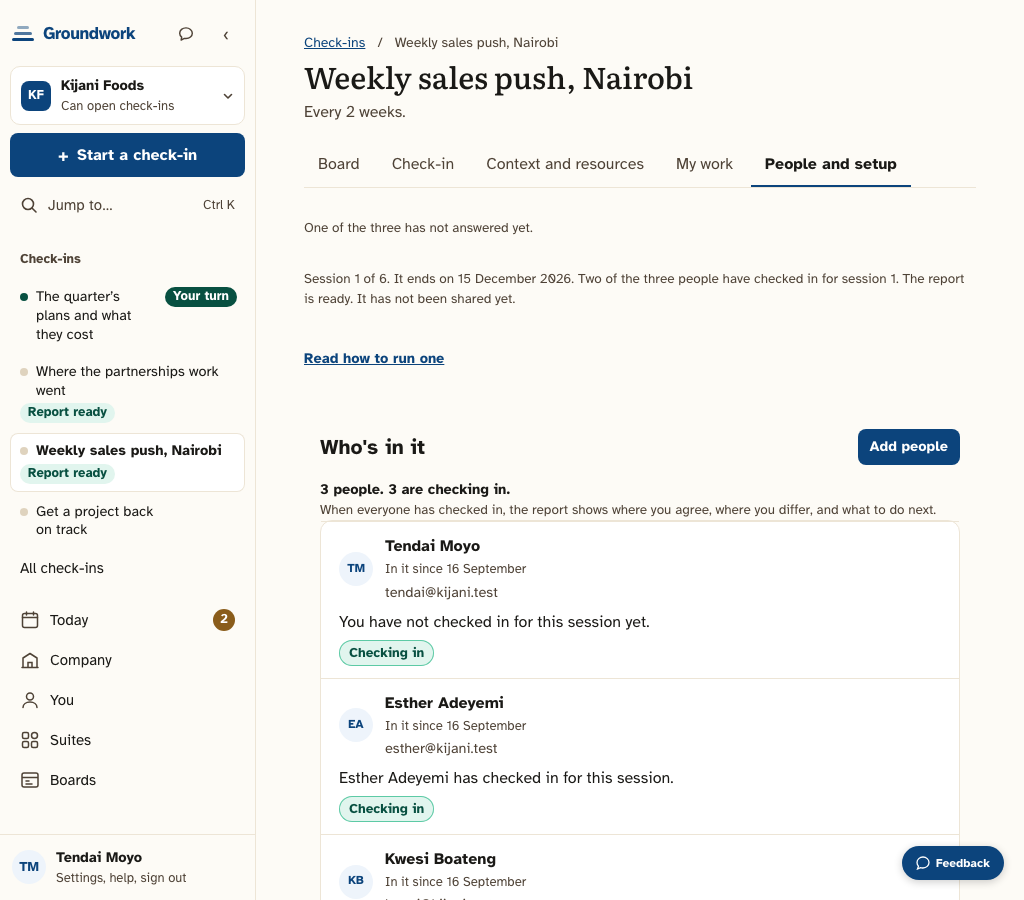 Groundwork
KF
Kijani Foods
Can open check-ins
+ Start a check-in
Jump to...
Ctrl K
Check-ins
The quarter's plans and what they cost
Your turn
Where the partnerships work went
Report ready
Weekly sales push, Nairobi
Report ready
Get a project back on track
All check-ins
Today
2
Company
You
Suites
Boards
TM
Tendai Moyo
Settings, help, sign out
Check-ins / Weekly sales push, Nairobi
Weekly sales push, Nairobi
Every 2 weeks.
Board
Check-in
Context and resources
My work
People and setup
One of the three has not answered yet.
Session 1 of 6. It ends on 15 December 2026. Two of the three people have checked in for session 1. The report
is ready. It has not been shared yet.
Read how to run one
Who's in it
Add people
3 people. 3 are checking in.
When everyone has checked in, the report shows where you agree, where you differ, and what to do next.
TM
Tendai Moyo
In it since 16 September
tendai@kijani.test
You have not checked in for this session yet.
Checking in
EA
Esther Adeyemi
In it since 16 September
esther@kijani.test
Esther Adeyemi has checked in for this session.
Checking in
KB
Kwesi Boateng
In it since 16 September
Feedback